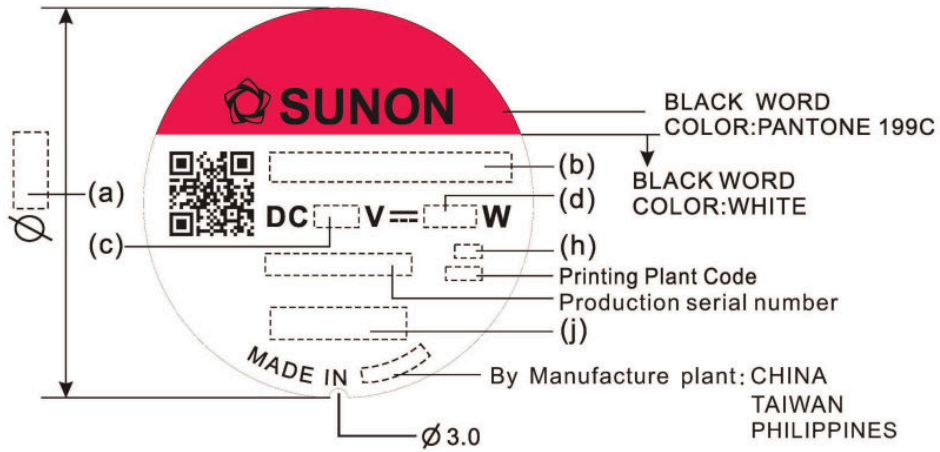 SUNON
BLACK WORD
COLOR:PANTONE 199C
(a)
(b)
BLACK WORD
COLOR:WHITE
(d)
DC V W
(c)
(h)
Printing Plant Code
Production serial number
(j)
MADE IN
By Manufacture plant: CHINA
TAIWAN
PHILIPPINES
Ø
Ø 3.0